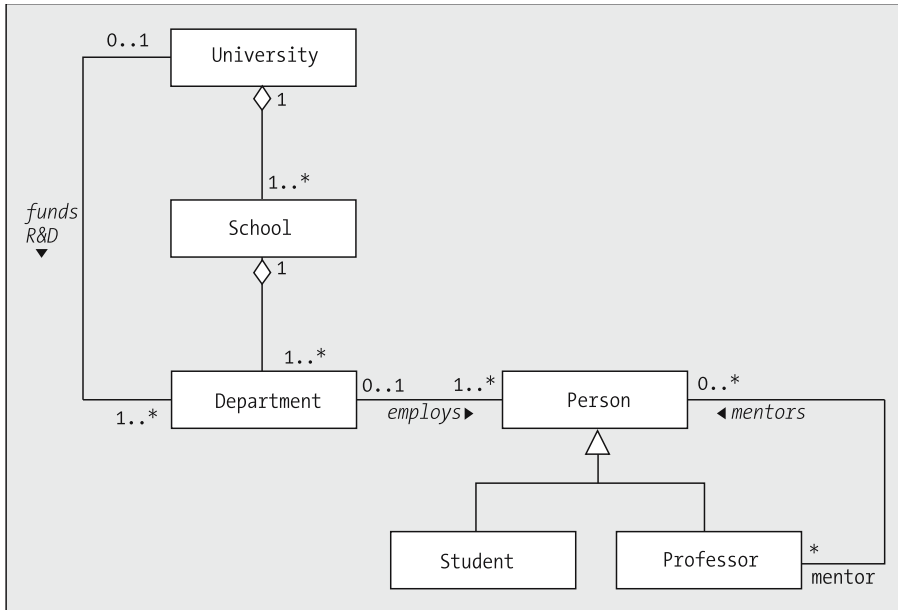 0..1
University
1
1..*
funds
R&D
School
1
1..*
Department
1..*
0..1
1..*
employs
Person
0..*
mentors
Student
Professor
*
mentor